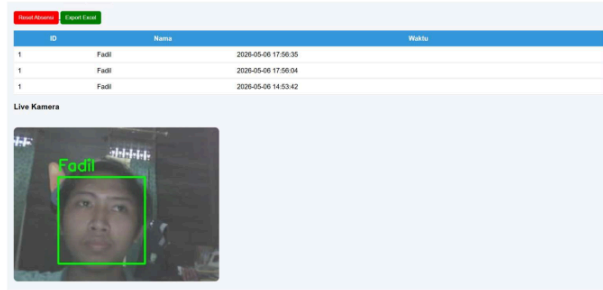 Reset Absensi Export Excel
ID Nama Waktu
1 Fadil 2026-05-06 17:56:35
1 Fadil 2026-05-06 17:56:04
1 Fadil 2026-05-06 14:53:42
Live Kamera
Fadil